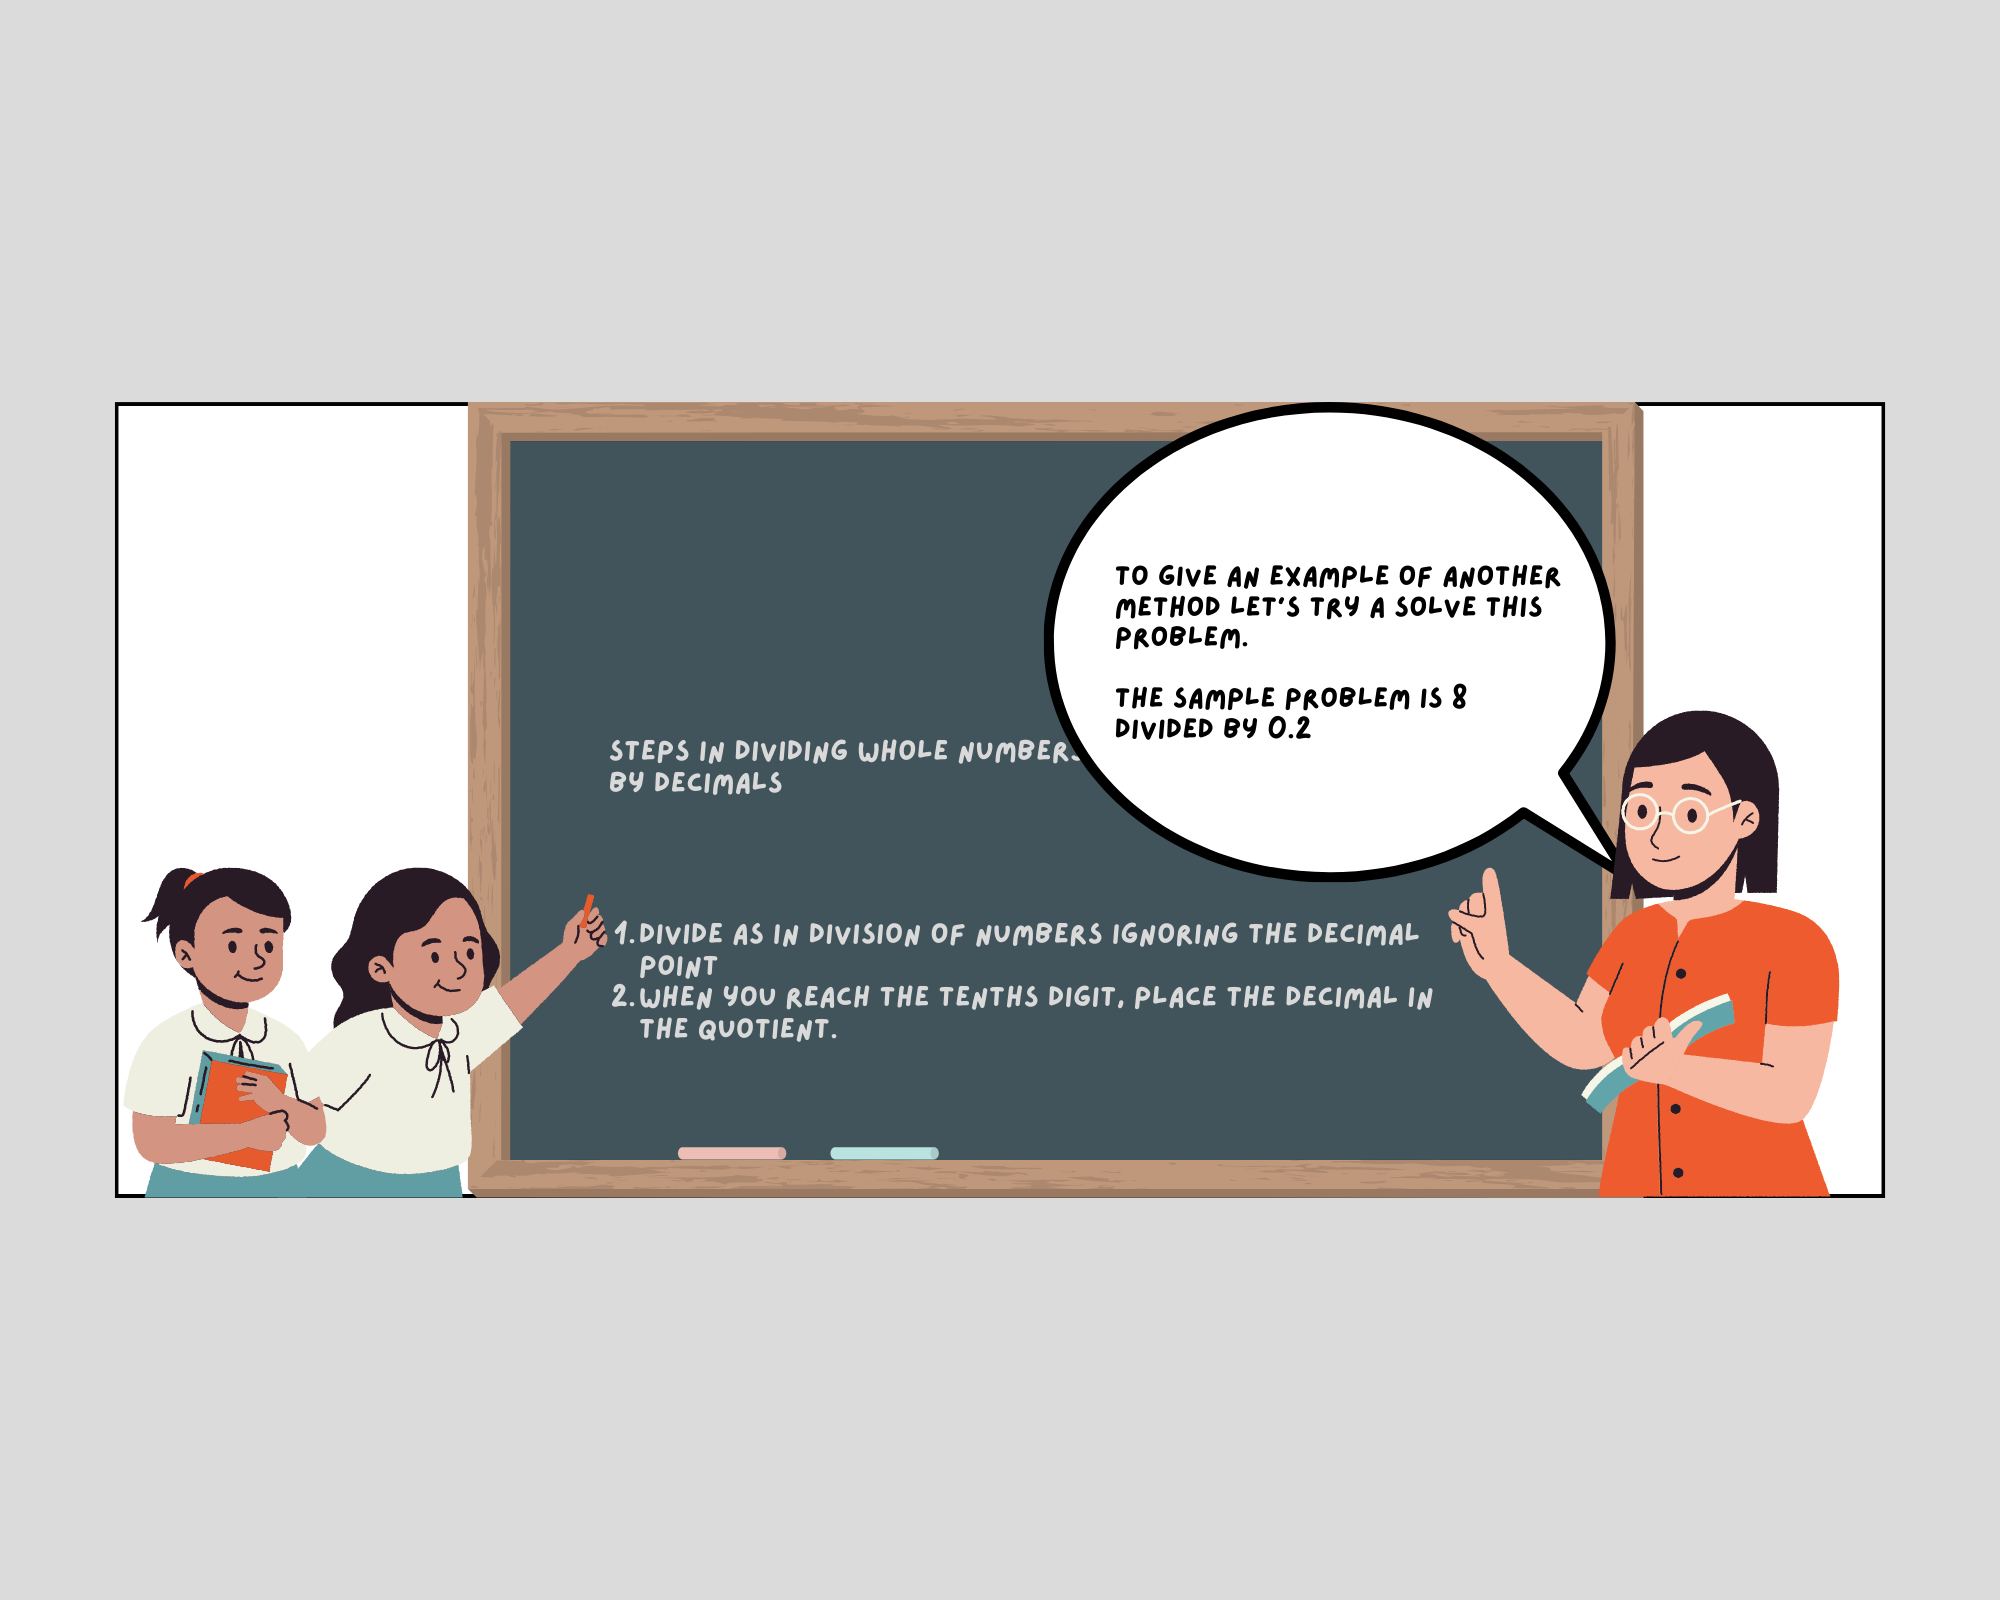 TO GIVE AN EXAMPLE OF ANOTHER
METHOD LET'S TRY A SOLVE THIS
PROBLEM.
THE SAMPLE PROBLEM IS 8
DIVIDED BY 0.2
STEPS IN DIVIDING WHOLE NUMBERS
BY DECIMALS
1. DIVIDE AS IN DIVISION OF NUMBERS IGNORING THE DECIMAL
POINT
2. WHEN YOU REACH THE TENTHS DIGIT, PLACE THE DECIMAL IN
THE QUOTIENT.